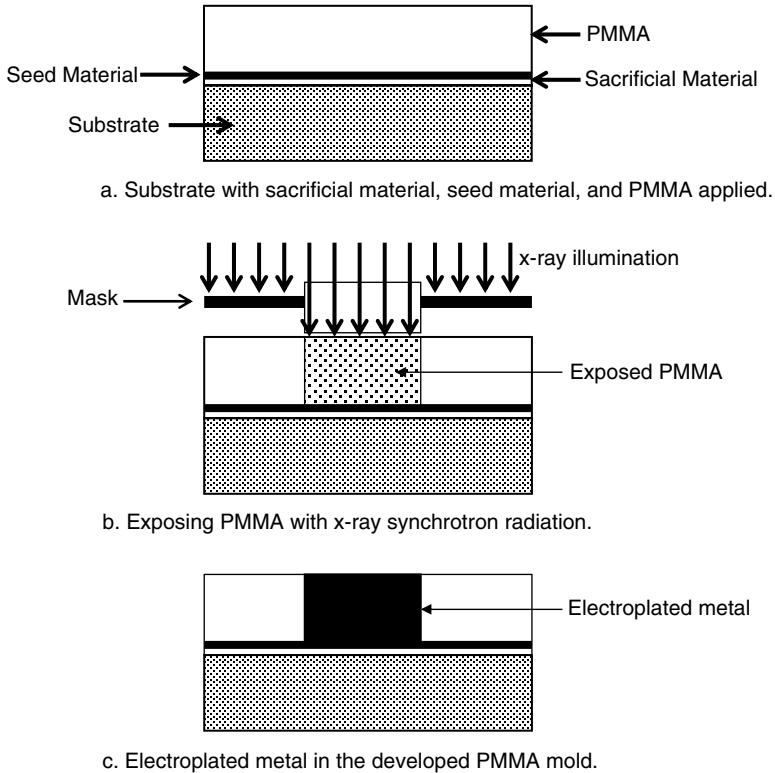 PMMA
Seed Material
Sacrificial Material
Substrate
a. Substrate with sacrificial material, seed material, and PMMA applied.
x-ray illumination
Mask
Exposed PMMA
b. Exposing PMMA with x-ray synchrotron radiation.
Electroplated metal
c. Electroplated metal in the developed PMMA mold.